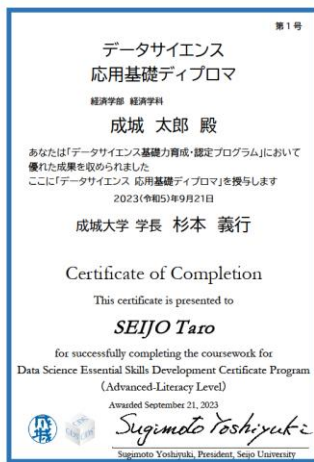 第1号
データサイエンス
応用基礎ディプロマ
経済学部 経済学科
成城 太郎 殿
あなたは「データサイエンス基礎力育成・認定プログラム」において
優れた成果を収められました
ここに「データサイエンス 応用基礎ディプロマ」を授与します
2023(令和5)年9月21日
成城大学 学長 杉本 義行
Certificate of Completion
This certificate is presented to
SEIJO Taro
for successfully completing the coursework for
Data Science Essential Skills Development Certificate Program
(Advanced-Literacy Level)
Awarded September 21, 2023
Sugimoto Yoshiyuki
Sugimoto Yoshiyuki, President, Seijo University